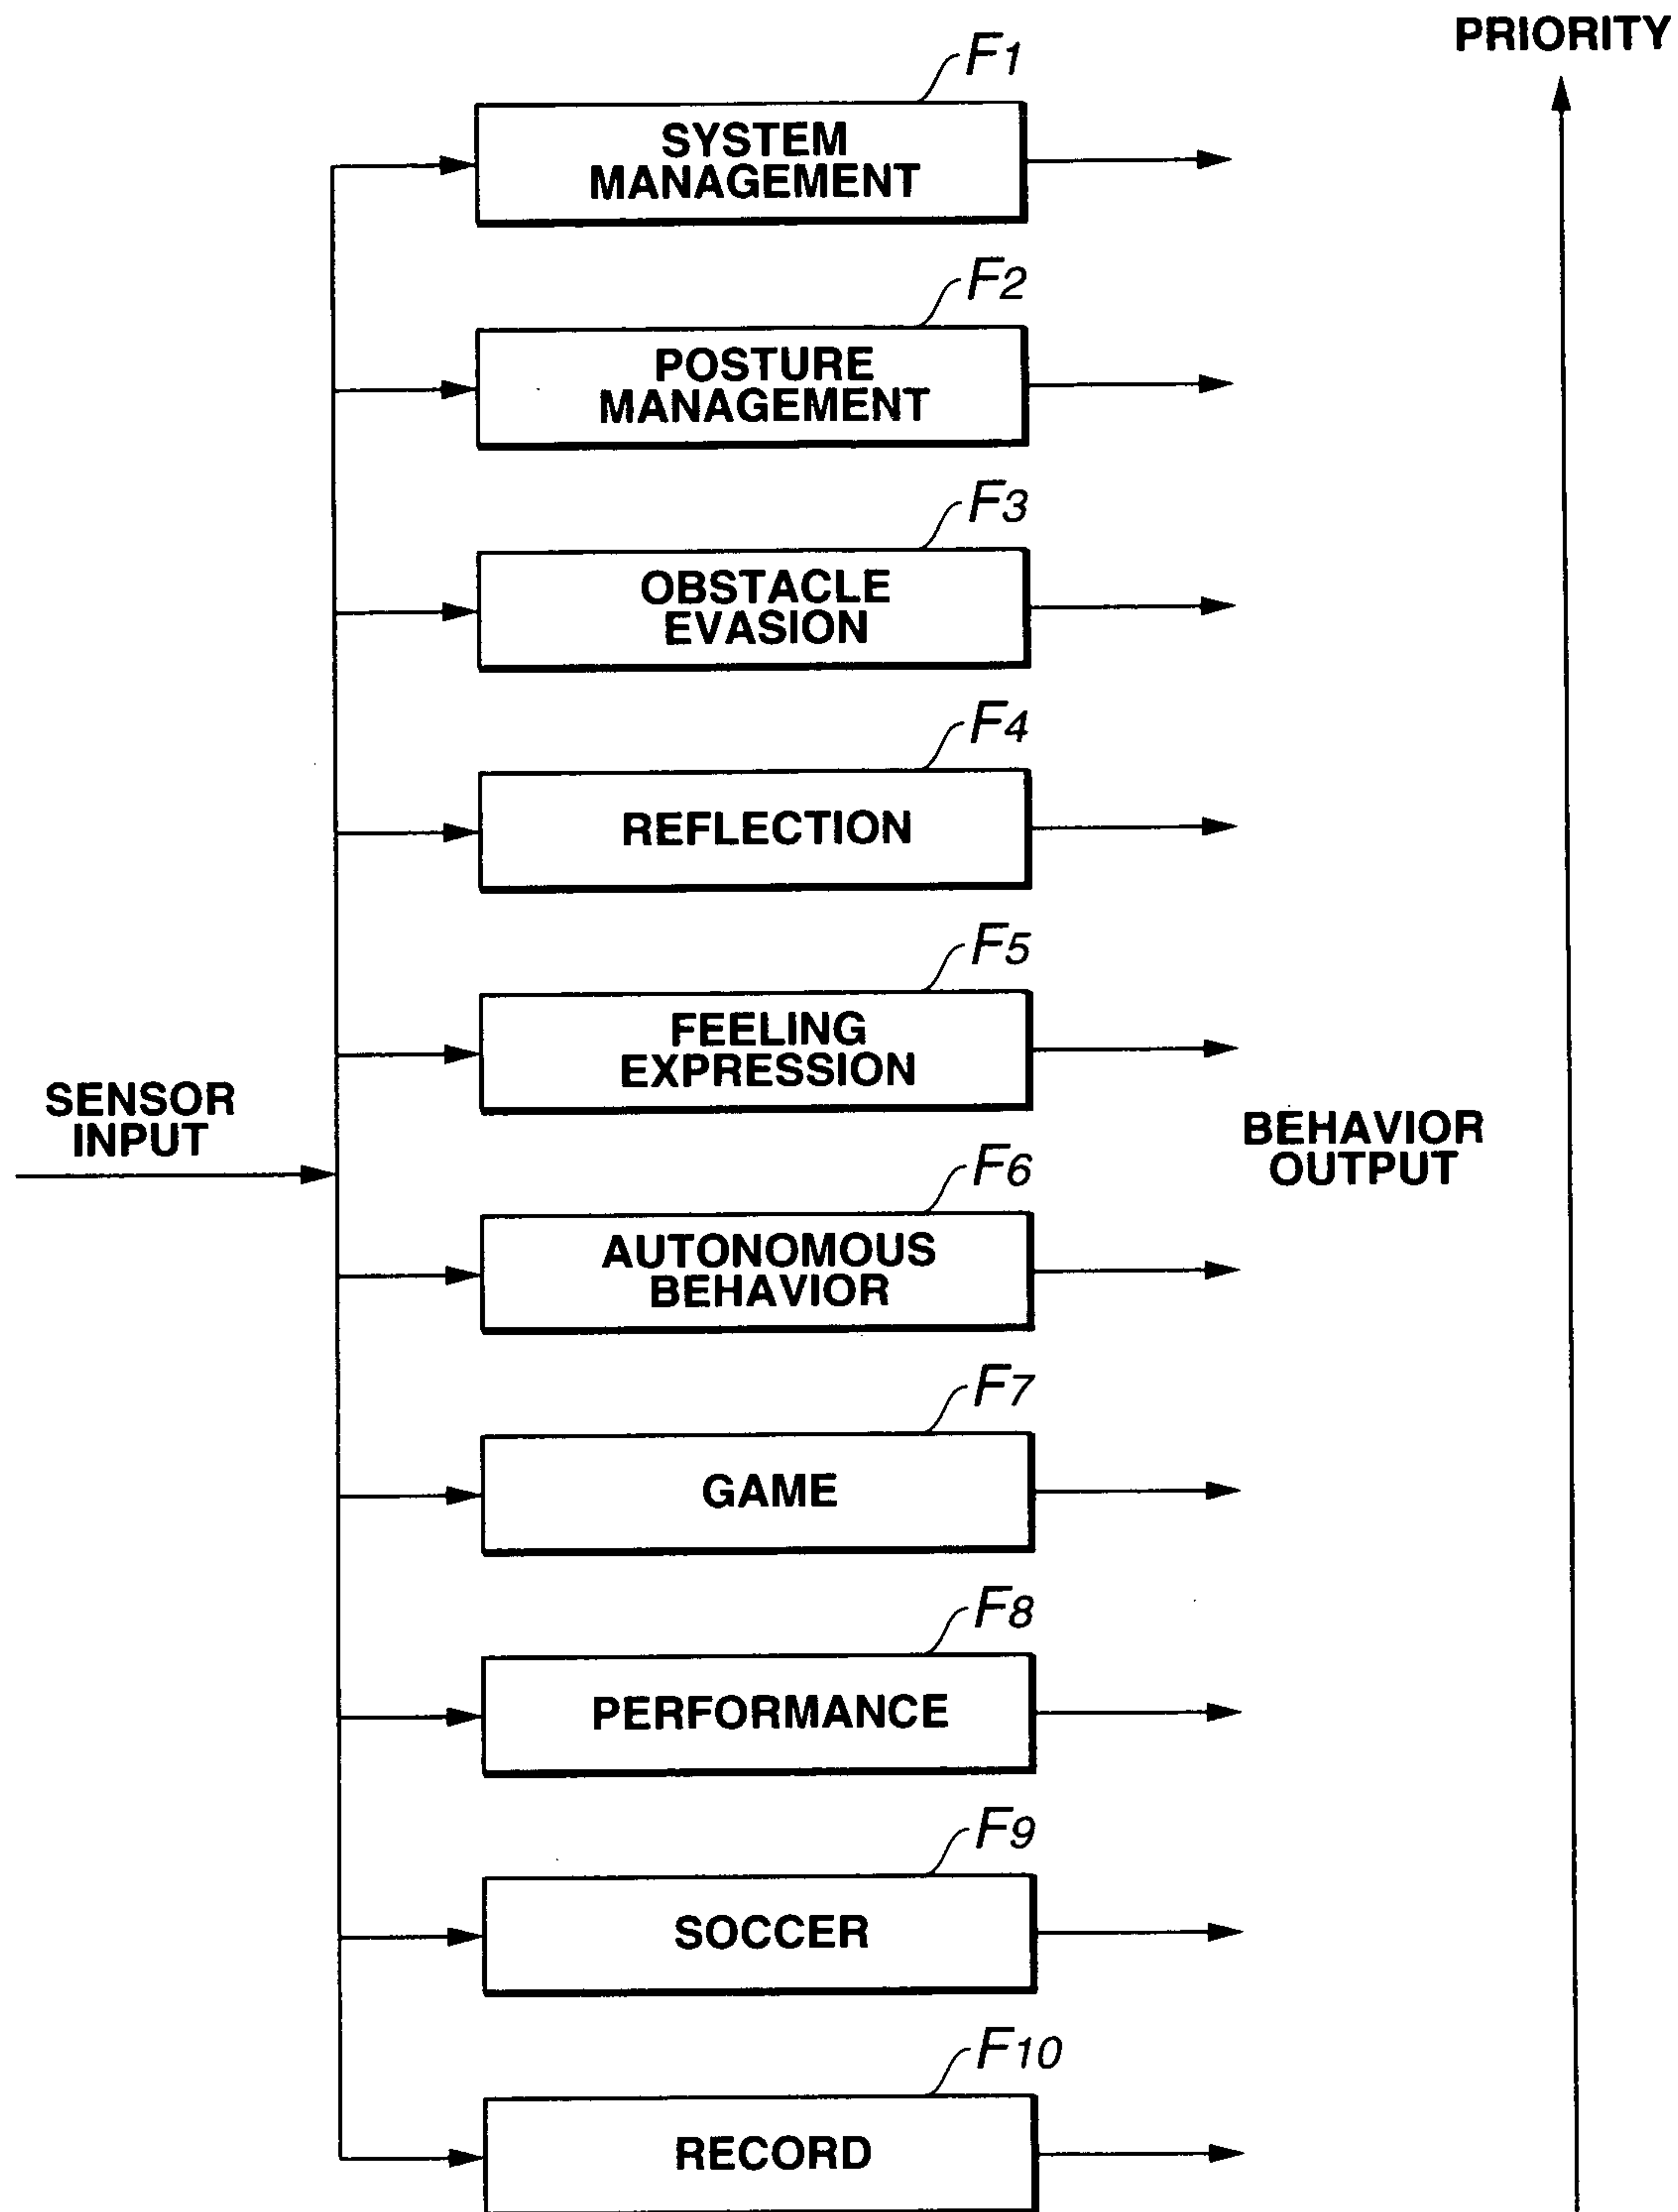 PRIORITY
F1
SYSTEM
MANAGEMENT
F2
POSTURE
MANAGEMENT
F3
OBSTACLE
EVASION
F4
REFLECTION
F5
FEELING
EXPRESSION
SENSOR
INPUT
BEHAVIOR
OUTPUT
F6
AUTONOMOUS
BEHAVIOR
F7
GAME
F8
PERFORMANCE
F9
SOCCER
F10
RECORD